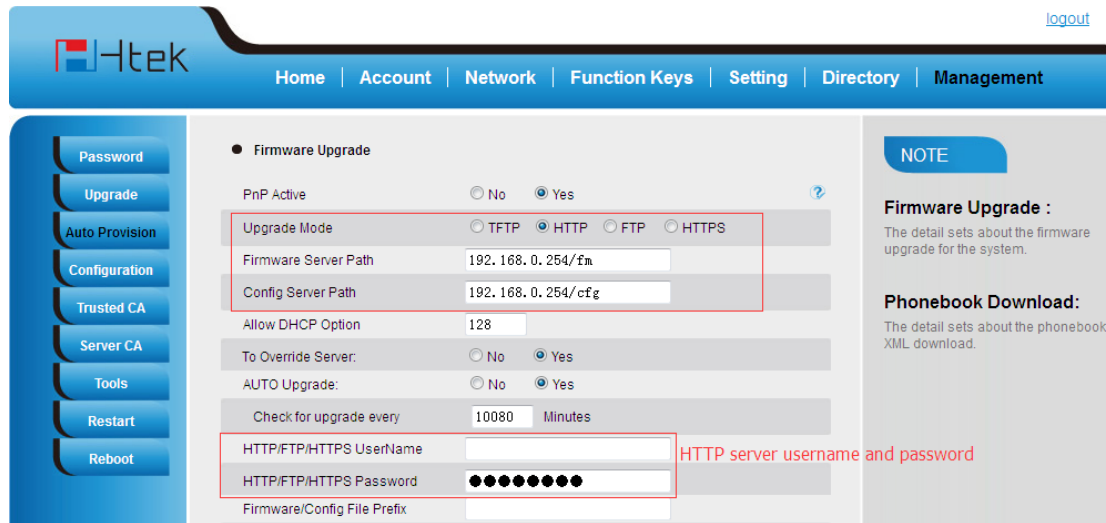 logout
Htek
Home Account Network Function Keys Setting Directory Management
Password
Upgrade
Auto Provision
Configuration
Trusted CA
Server CA
Tools
Restart
Reboot
Firmware Upgrade
PnP Active No Yes
Upgrade Mode TFTP HTTP FTP HTTPS
Firmware Server Path 192.168.0.254/fm
Config Server Path 192.168.0.254/cfg
Allow DHCP Option 128
To Override Server: No Yes
AUTO Upgrade: No Yes
Check for upgrade every 10080 Minutes
HTTP/FTP/HTTPS UserName
HTTP server username and password
HTTP/FTP/HTTPS Password ●●●●●●●●
Firmware/Config File Prefix
NOTE
Firmware Upgrade :
The detail sets about the firmware
upgrade for the system.
Phonebook Download:
The detail sets about the phonebook
XML download.